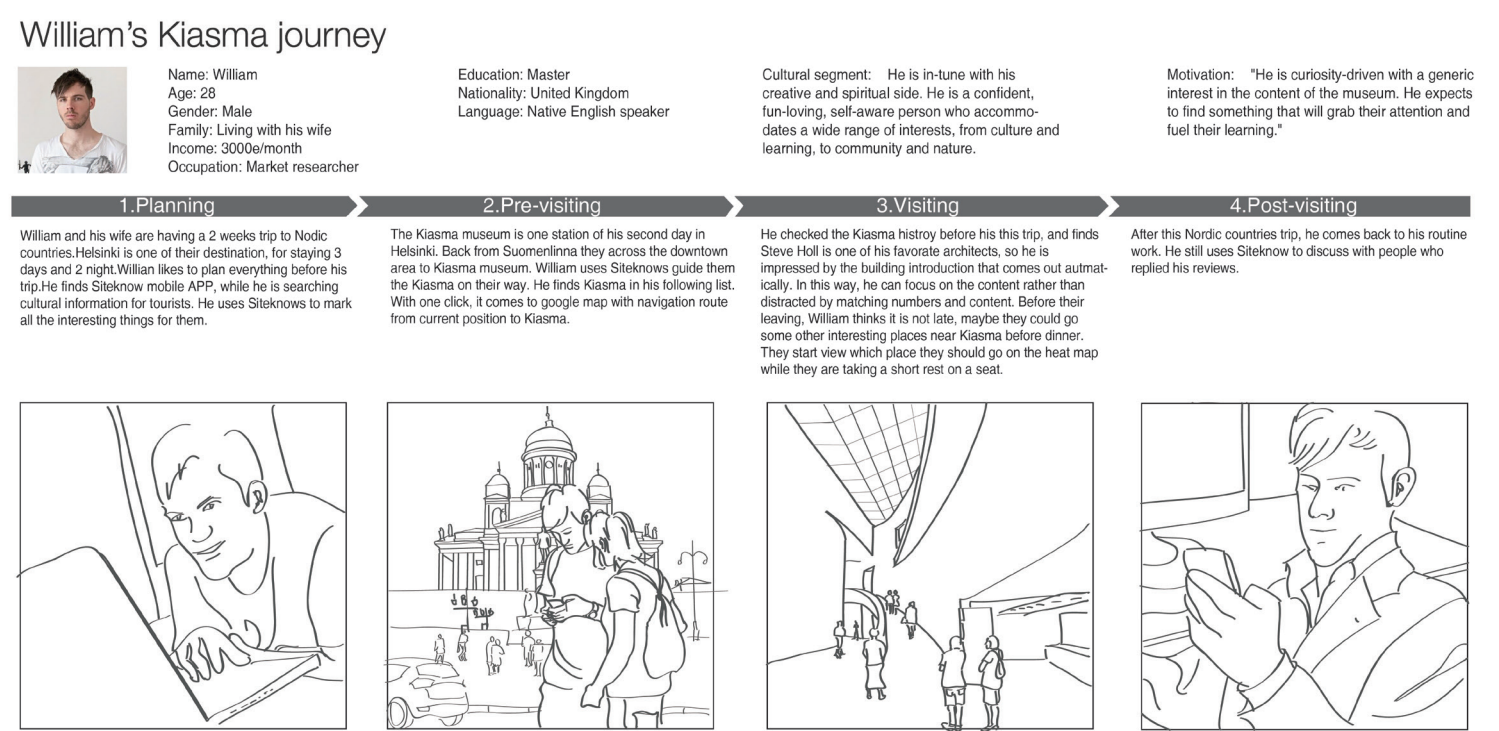 William's Kiasma journey
Name: William
Age: 28
Gender: Male
Family: Living with his wife
Income: 3000e/month
Occupation: Market researcher
Education: Master
Nationality: United Kingdom
Language: Native English speaker
Cultural segment: He is in-tune with his
creative and spiritual side. He is a confident,
fun-loving, self-aware person who accommo-
dates a wide range of interests, from culture and
learning, to community and nature.
Motivation: "He is curiosity-driven with a generic
interest in the content of the museum. He expects
to find something that will grab their attention and
fuel their learning."
1.Planning
William and his wife are having a 2 weeks trip to Nodic
countries.Helsinki is one of their destination, for staying 3
days and 2 night.Willian likes to plan everything before his
trip.He finds Siteknow mobile APP, while he is searching
cultural information for tourists. He uses Siteknows to mark
all the interesting things for them.
2.Pre-visiting
The Kiasma museum is one station of his second day in
Helsinki. Back from Suomenlinna they across the downtown
area to Kiasma museum. William uses Siteknows guide them
the Kiasma on their way. He finds Kiasma in his following list.
With one click, it comes to google map with navigation route
from current position to Kiasma.
3.Visiting
He checked the Kiasma histroy before his this trip, and finds
Steve Holl is one of his favorate architects, so he is
impressed by the building introduction that comes out autmat-
ically. In this way, he can focus on the content rather than
distracted by matching numbers and content. Before their
leaving, William thinks it is not late, maybe they could go
some other interesting places near Kiasma before dinner.
They start view which place they should go on the heat map
while they are taking a short rest on a seat.
4.Post-visiting
After this Nordic countries trip, he comes back to his routine
work. He still uses Siteknow to discuss with people who
replied his reviews.